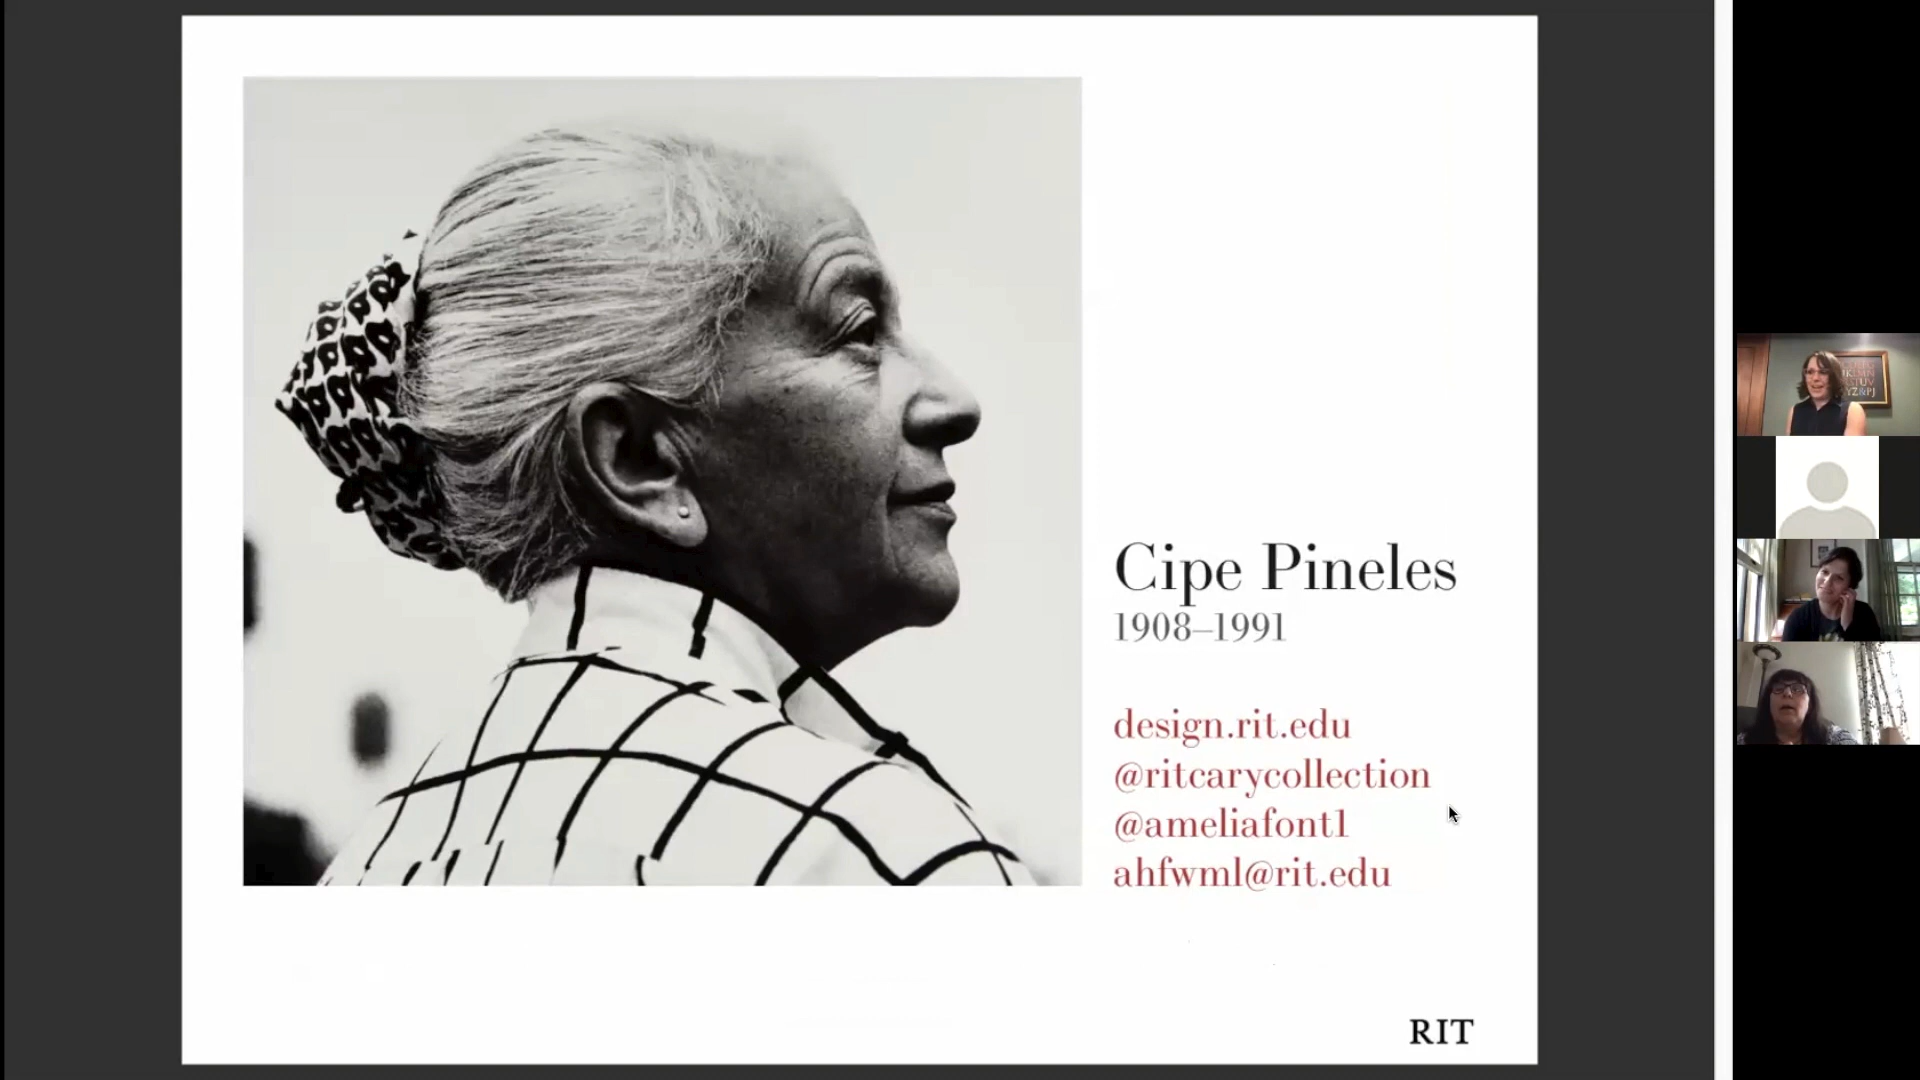 Cipe Pineles
1908–1991
design.rit.edu
@ritcarycollection
@ameliafont1
ahfwml@rit.edu
RIT